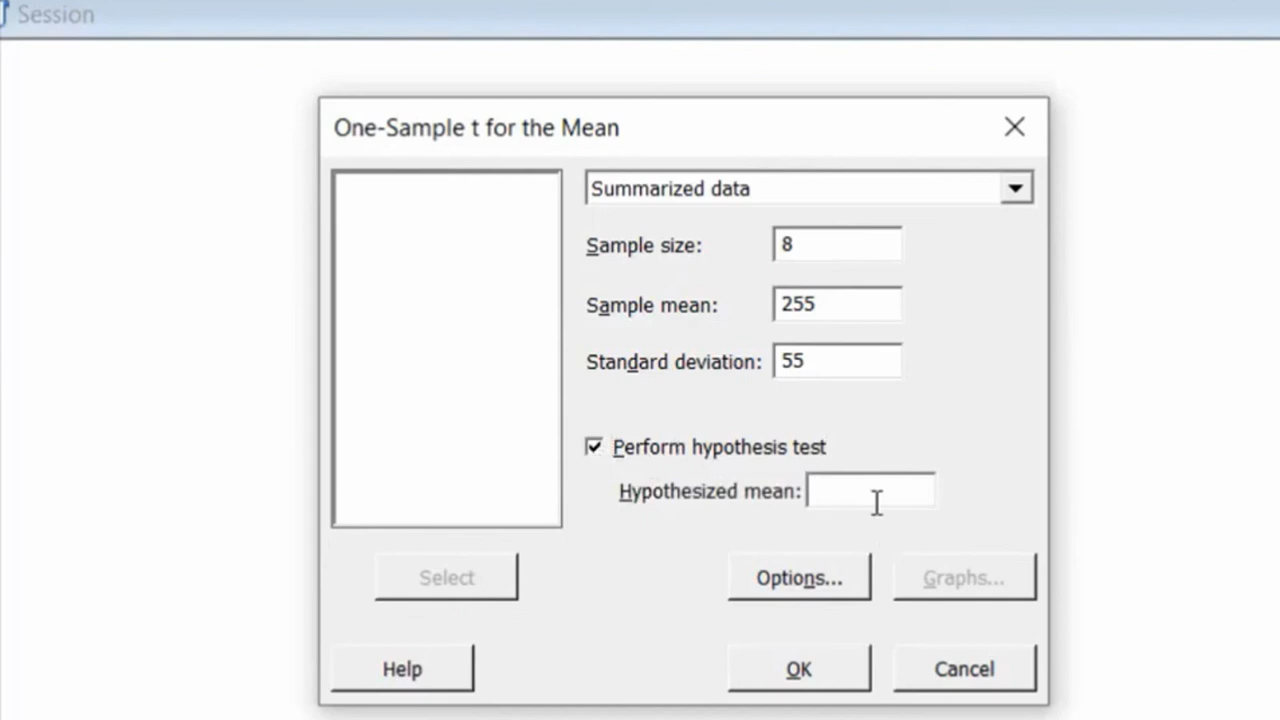 Session
One-Sample t for the Mean
Summarized data
Sample size: 8
Sample mean: 255
Standard deviation: 55
Perform hypothesis test
Hypothesized mean:
Select
Options...
Graphs...
Help
OK
Cancel